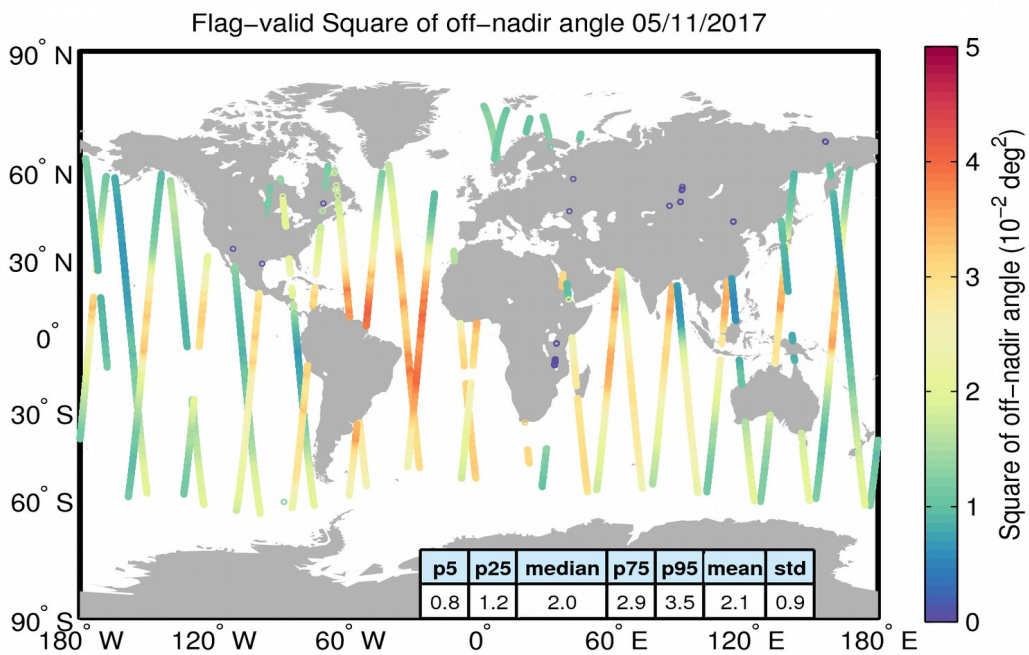 Flag−valid Square of off−nadir angle 05/11/2017
90° N
60° N
30° N
0°
30° S
60° S
90° S
180° W
120° W
60° W
0°
60° E
120° E
180° E
p5 p25 median p75 p95 mean std
0.8 1.2 2.0 2.9 3.5 2.1 0.9
5
4
3
2
1
0
Square of off−nadir angle (10⁻² deg²)